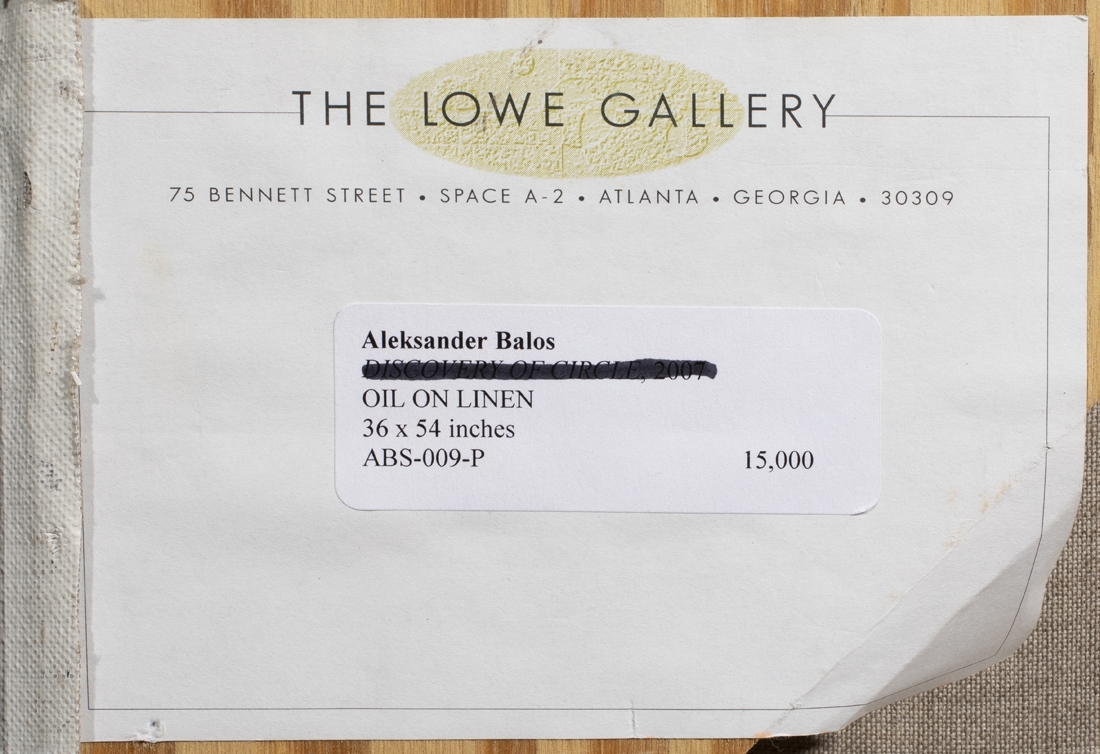 THE LOWE GALLERY
75 BENNETT STREET • SPACE A-2 • ATLANTA • GEORGIA • 30309
Aleksander Balos
DISCOVERY OF CIRCLE, 2007
OIL ON LINEN
36 x 54 inches
ABS-009-P 15,000